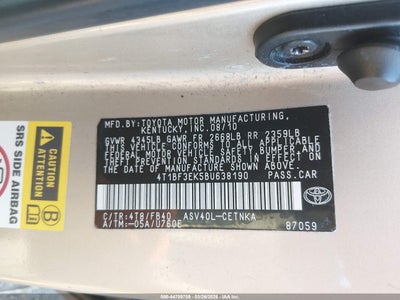 MFD. BY:
TOYOTA MOTOR MANUFACTURING,
KENTUCKY, INC. 08/10
GVWR 4345LB GAWR FR 2668LB RR 2359LB
THIS VEHICLE CONFORMS TO ALL APPLICABLE
FEDERAL MOTOR VEHICLE SAFETY, BUMPER, AND
THEFT PREVENTION STANDARDS IN EFFECT ON
THE DATE OF MANUFACTURE SHOWN ABOVE.
4T1BF3EK5BU638190 PASS.CAR
C/TR:4T8/FB40 ASV40L-CETNKA
A/TM:-05A/U760E 87059
TOYOTA
CAUTION
SRS SIDE AIRBAG